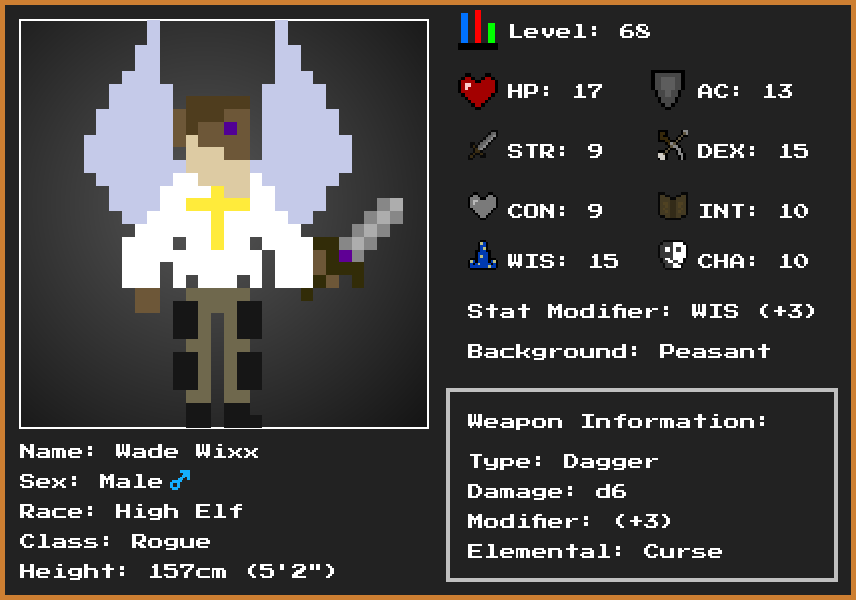 Level: 68
HP: 17
AC: 13
STR: 9
DEX: 15
CON: 9
INT: 10
WIS: 15
CHA: 10
Stat Modifier: WIS (+3)
Background: Peasant
Weapon Information:
Type: Dagger
Damage: d6
Modifier: (+3)
Elemental: Curse
Name: Wade Wixx
Sex: Male♂
Race: High Elf
Class: Rogue
Height: 157cm (5'2")